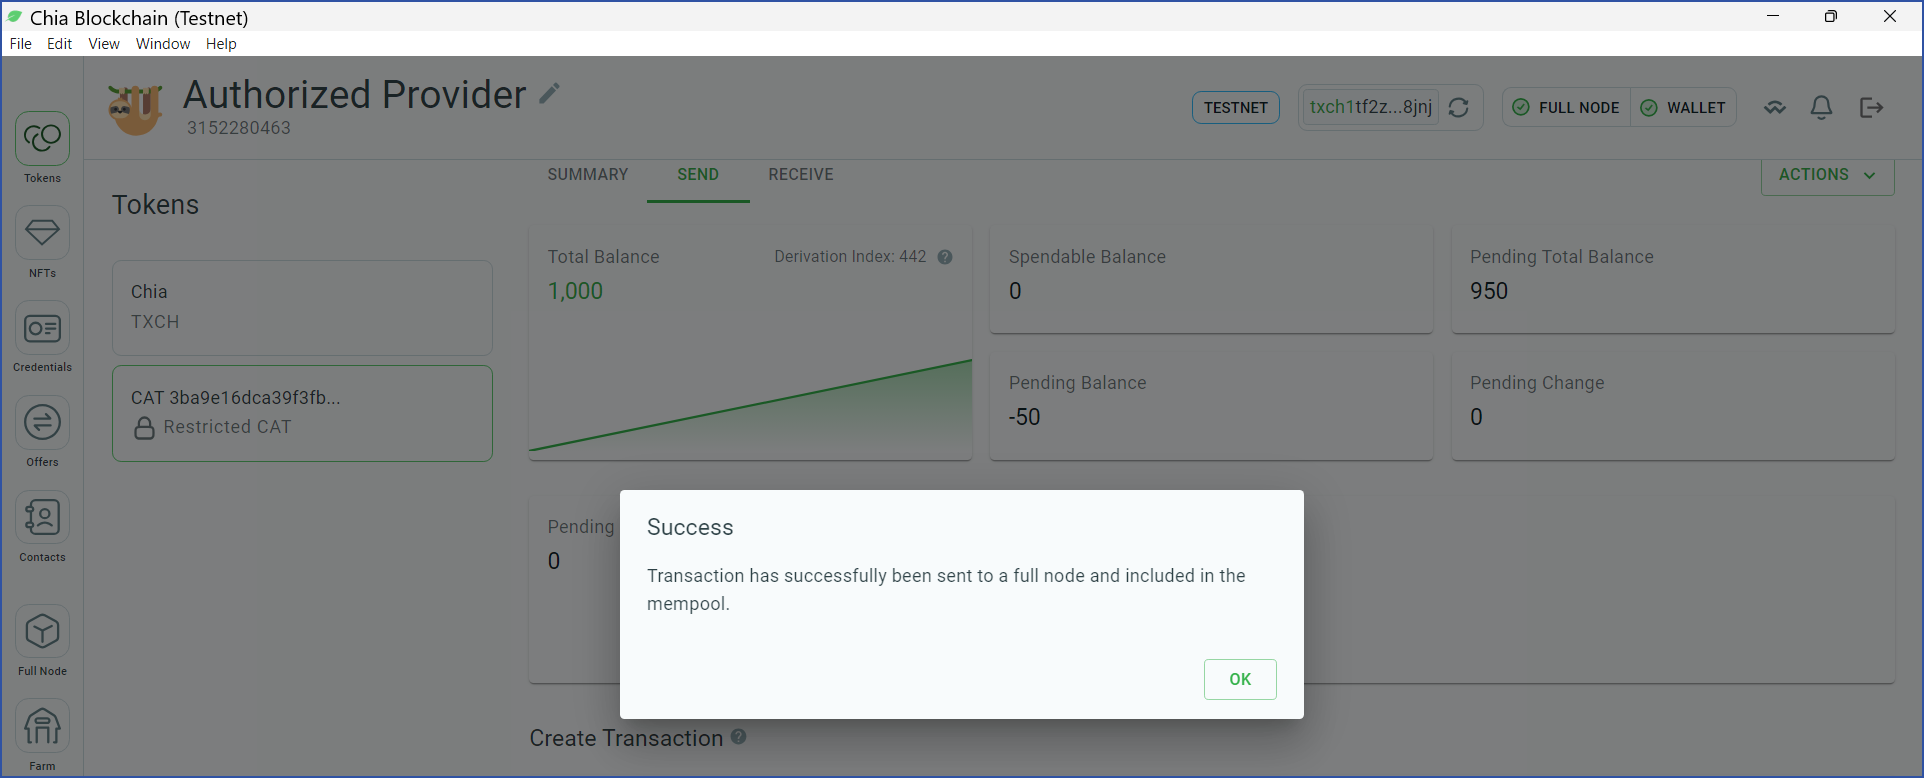 Chia Blockchain (Testnet)
File Edit View Window Help
Authorized Provider
3152280463
TESTNET
txch1tf2z...8jnj
FULL NODE
WALLET
Tokens
NFTs
Credentials
Offers
Contacts
Full Node
Farm
Tokens
Chia
TXCH
CAT 3ba9e16dca39f3fb...
Restricted CAT
SUMMARY SEND RECEIVE
ACTIONS
Total Balance
Derivation Index: 442
1,000
Spendable Balance
0
Pending Total Balance
950
Pending Balance
-50
Pending Change
0
Pending
0
Success
Transaction has successfully been sent to a full node and included in the
mempool.
OK
Create Transaction